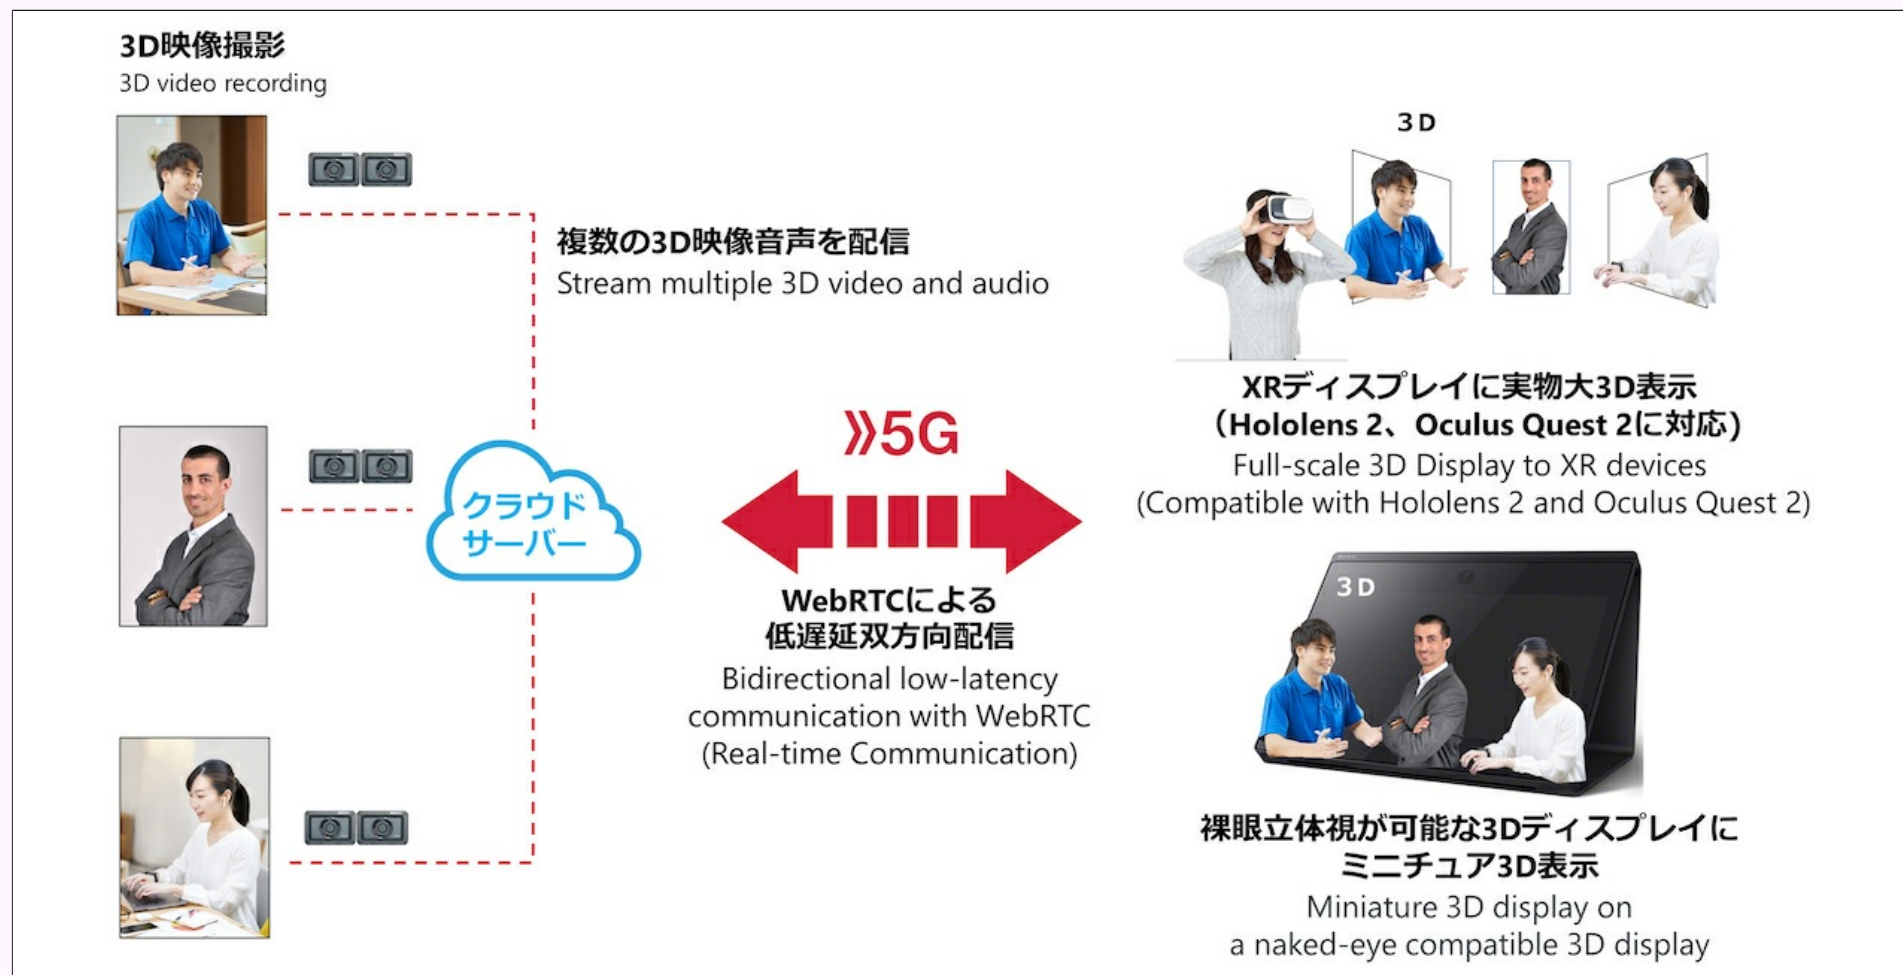 3D映像撮影
3D video recording
複数の3D映像音声を配信
Stream multiple 3D video and audio
クラウド
サーバー
》5G
WebRTCによる
低遅延双方向配信
Bidirectional low-latency
communication with WebRTC
(Real-time Communication)
3D
XRディスプレイに実物大3D表示
（Hololens 2、Oculus Quest 2に対応)
Full-scale 3D Display to XR devices
(Compatible with Hololens 2 and Oculus Quest 2)
3D
裸眼立体視が可能な3Dディスプレイに
ミニチュア3D表示
Miniature 3D display on
a naked-eye compatible 3D display